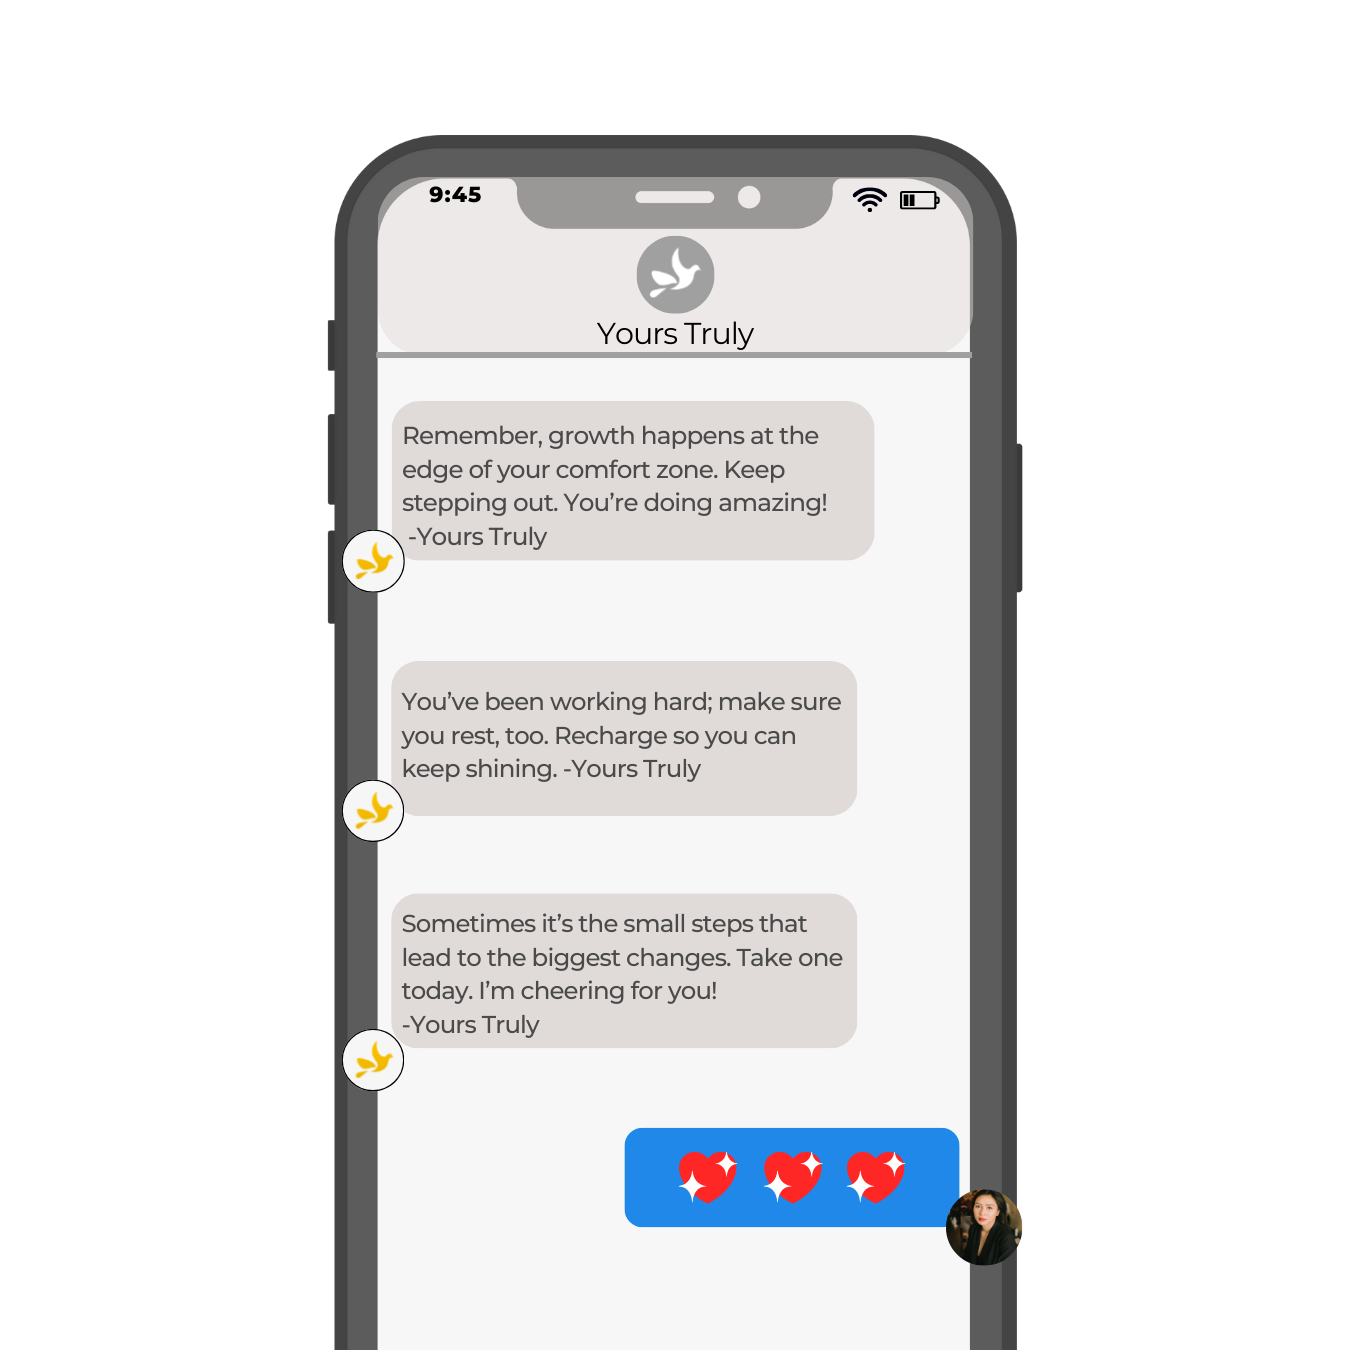 9:45
Yours Truly
Remember, growth happens at the
edge of your comfort zone. Keep
stepping out. You’re doing amazing!
-Yours Truly
You’ve been working hard; make sure
you rest, too. Recharge so you can
keep shining. -Yours Truly
Sometimes it’s the small steps that
lead to the biggest changes. Take one
today. I’m cheering for you!
-Yours Truly